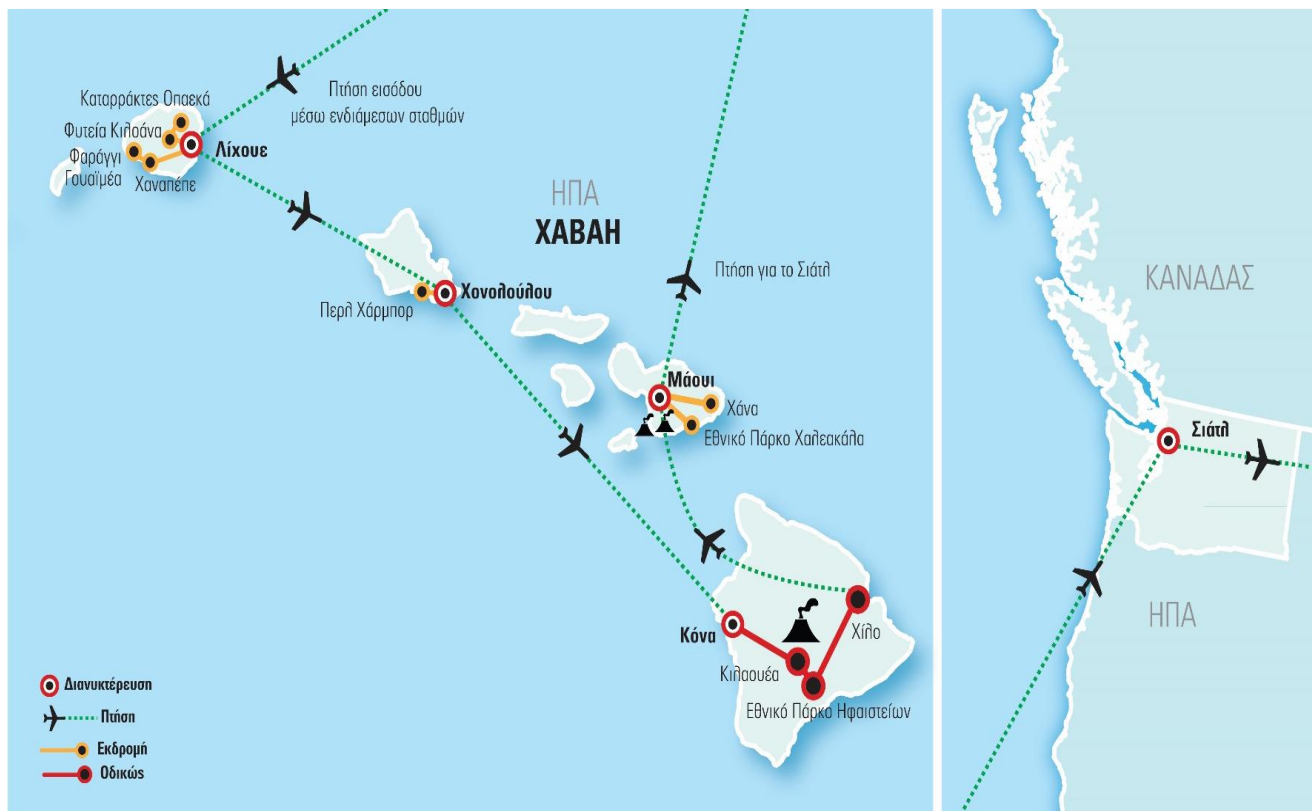 Καταρράκτες Οπαεκά
Φυτεία Κιλοάνα
Φαράγγι
Γουαϊμέα
Χαναπέπε
Λίχουε
Πτήση εισόδου
μέσω ενδιάμεσων σταθμών
ΗΠΑ
ΧΑΒΑΗ
Περλ Χάρμπορ
Χονολούλου
Πτήση για το Σιάτλ
Μάουι
Χάνα
Εθνικό Πάρκο Χαλεακάλα
Κόνα
Χίλο
Κιλαουέα
Εθνικό Πάρκο Ηφαιστείων
Διανυκτέρευση
Πτήση
Εκδρομή
Οδικώς
ΚΑΝΑΔΑΣ
Σιάτλ
ΗΠΑ